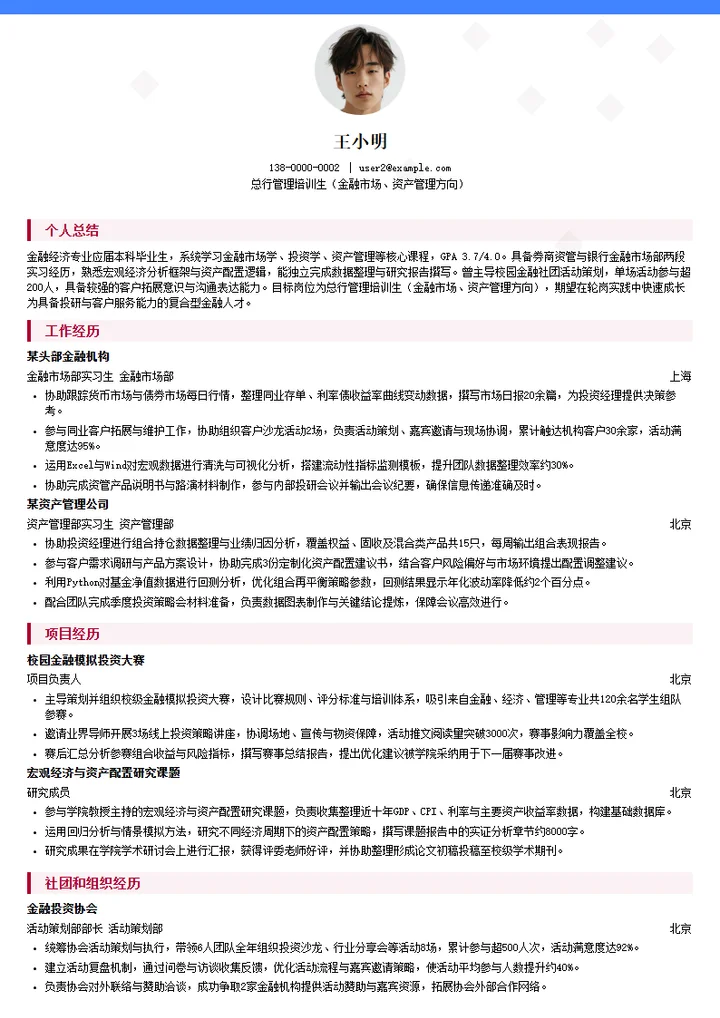 王小明
138-0000-0002 | user2@example.com
总行管理培训生（金融市场、资产管理方向）
个人总结
金融经济专业应届本科毕业生，系统学习金融市场学、投资学、资产管理等核心课程，GPA 3.7/4.0。具备券商资管与银行金融市场部两段
实习经历，熟悉宏观经济分析框架与资产配置逻辑，能独立完成数据整理与研究报告撰写。曾主导校园金融社团活动策划，单场活动参与超
200人，具备较强的客户拓展意识与沟通表达能力。目标岗位为总行管理培训生（金融市场、资产管理方向），期望在轮岗实践中快速成长
为具备投研与客户服务能力的复合型金融人才。
工作经历
某头部金融机构
金融市场部实习生 金融市场部 上海
• 协助跟踪货币市场与债券市场每日行情，整理同业存单、利率债收益率曲线变动数据，撰写市场日报20余篇，为投资经理提供决策参
考。
• 参与同业客户拓展与维护工作，协助组织客户沙龙活动2场，负责活动策划、嘉宾邀请与现场协调，累计触达机构客户30余家，活动满
意度达95%。
• 运用Excel与Wind对宏观数据进行清洗与可视化分析，搭建流动性指标监测模板，提升团队数据整理效率约30%。
• 协助完成资管产品说明书与路演材料制作，参与内部投研会议并输出会议纪要，确保信息传递准确及时。
某资产管理公司
资产管理部实习生 资产管理部 北京
• 协助投资经理进行组合持仓数据整理与业绩归因分析，覆盖权益、固收及混合类产品共15只，每周输出组合表现报告。
• 参与客户需求调研与产品方案设计，协助完成3份定制化资产配置建议书，结合客户风险偏好与市场环境提出配置调整建议。
• 利用Python对基金净值数据进行回测分析，优化组合再平衡策略参数，回测结果显示年化波动率降低约2个百分点。
• 配合团队完成季度投资策略会材料准备，负责数据图表制作与关键结论提炼，保障会议高效进行。
项目经历
校园金融模拟投资大赛
项目负责人 北京
• 主导策划并组织校级金融模拟投资大赛，设计比赛规则、评分标准与培训体系，吸引来自金融、经济、管理等专业共120余名学生组队
参赛。
• 邀请业界导师开展3场线上投资策略讲座，协调场地、宣传与物资保障，活动推文阅读量突破3000次，赛事影响力覆盖全校。
• 赛后汇总分析参赛组合收益与风险指标，撰写赛事总结报告，提出优化建议被学院采纳用于下一届赛事改进。
宏观经济与资产配置研究课题
研究成员 北京
• 参与学院教授主持的宏观经济与资产配置研究课题，负责收集整理近十年GDP、CPI、利率与主要资产收益率数据，构建基础数据库。
• 运用回归分析与情景模拟方法，研究不同经济周期下的资产配置策略，撰写课题报告中的实证分析章节约8000字。
• 研究成果在学院学术研讨会上进行汇报，获得评委老师好评，并协助整理形成论文初稿投稿至校级学术期刊。
社团和组织经历
金融投资协会
活动策划部部长 活动策划部 北京
• 统筹协会活动策划与执行，带领6人团队全年组织投资沙龙、行业分享会等活动8场，累计参与超500人次，活动满意度达92%。
• 建立活动复盘机制，通过问卷与访谈收集反馈，优化活动流程与嘉宾邀请策略，使活动平均参与人数提升约40%。
• 负责协会对外联络与赞助洽谈，成功争取2家金融机构提供活动赞助与嘉宾资源，拓展协会外部合作网络。